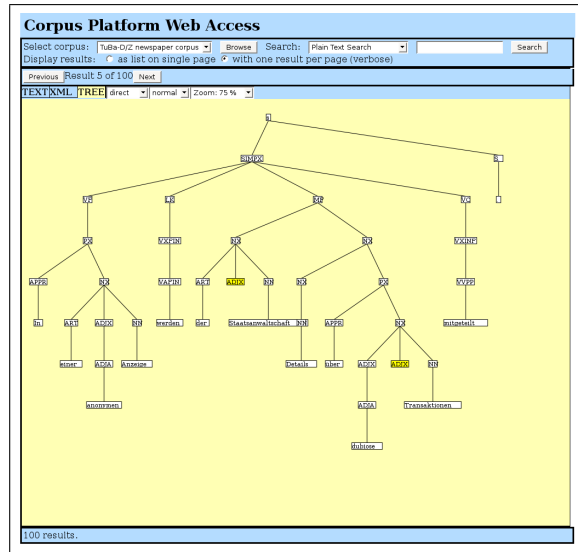 Corpus Platform Web Access
Select corpus: TuBa-D/Z newspaper corpus Browse Search: Plain Text Search Search
Display results: as list on single page with one result per page (verbose)
Previous Result 5 of 100 Next
TEXT XML TREE direct normal Zoom: 75 %
SIMPX S
VF LK MF VC
PX VXFIN NX NX VXINF
APPR NX VAFIN ART ADJX NN NX PX VVPP
In ART ADJX NN werden der Staatsanwaltschaft NN APPR NX mitgeteilt
einer ADJA Anzeige Details über ADJX ADJX NN
anonymen ADJA Transaktionen
dubiose
100 results.